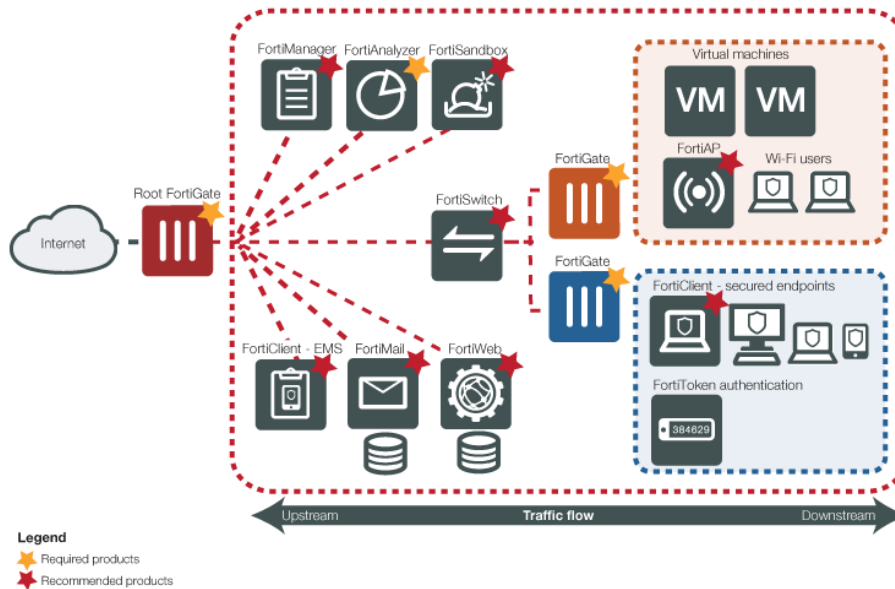 FortiManager
FortiAnalyzer
FortiSandbox
Virtual machines
VM
VM
FortiAP
Wi-Fi users
Root FortiGate
FortiSwitch
FortiGate
Internet
FortiGate
FortiClient - secured endpoints
FortiClient - EMS
FortiMail
FortiWeb
FortiToken authentication
384629
Upstream
Traffic flow
Downstream
Legend
Required products
Recommended products